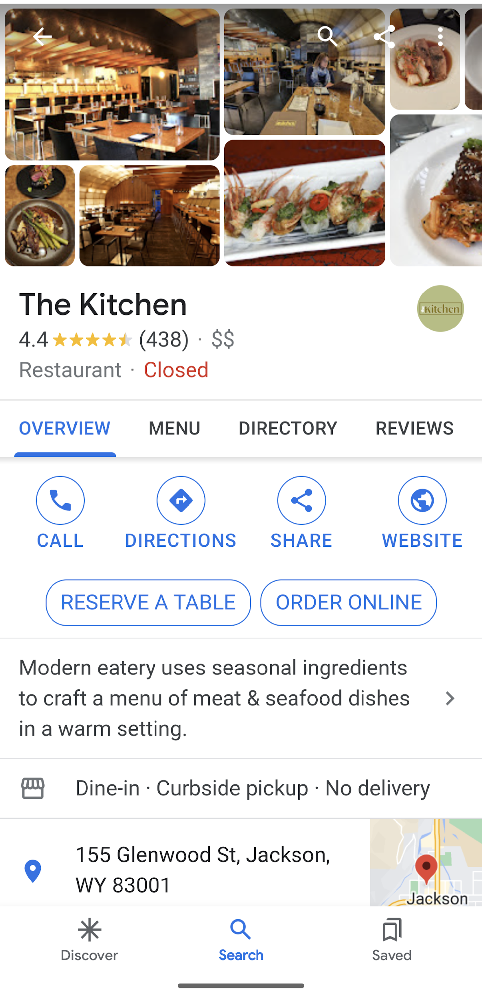 The Kitchen
the Kitchen
4.4 (438) · $$
Restaurant · Closed
OVERVIEW MENU DIRECTORY REVIEWS
CALL DIRECTIONS SHARE WEBSITE
RESERVE A TABLE ORDER ONLINE
Modern eatery uses seasonal ingredients
to craft a menu of meat & seafood dishes
in a warm setting.
Dine-in · Curbside pickup · No delivery
155 Glenwood St, Jackson,
WY 83001
Jackson
Discover Search Saved